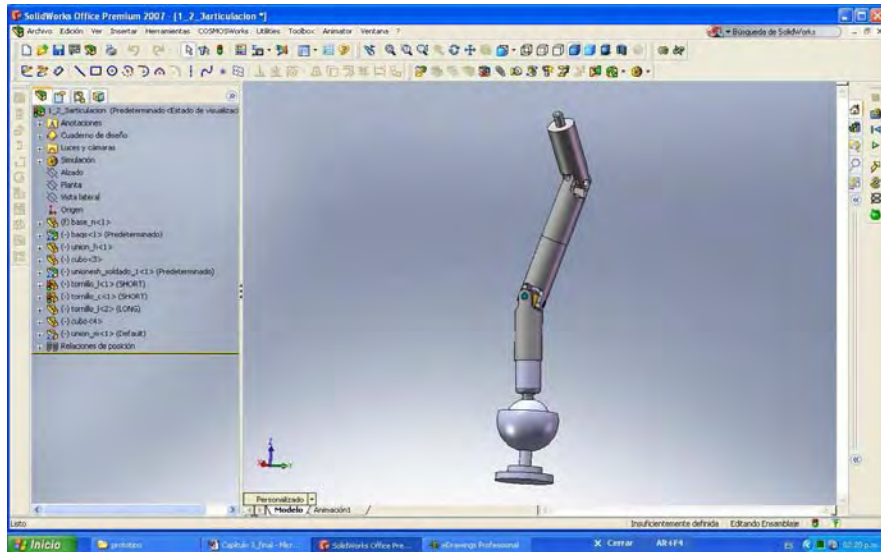 SolidWorks Office Premium 2007 - [1_2_3articulacion *]
Archivo Edición Ver Insertar Herramientas COSMOSWorks Utilities Toolbox Animator Ventana ?
Búsqueda de SolidWorks
1_2_3articulacion (Predeterminado<Estado de visualizac
Anotaciones
Cuaderno de diseño
Luces y cámaras
Simulación
Alzado
Planta
Vista lateral
Origen
(f) base_n<1>
(-) baqs<1> (Predeterminado)
(-) union_h<1>
(-) cubo<3>
(-) unionesh_soldado_1<1> (Predeterminado)
(-) tornillo_l<1> (SHORT)
(-) tornillo_c<1> (SHORT)
(-) tornillo_l<2> (LONG)
(-) cubo<4>
(-) union_m<1> (Default)
Relaciones de posición
Z
Y
Personalizado
Modelo Animación1
Listo
Insuficientemente definida Editando Ensamblaje
Inicio
prototipo
Capitulo 3_final - Micr...
SolidWorks Office Pre...
eDrawings Professional
X Cerrar Alt+F4
ES
02:20 p.m.